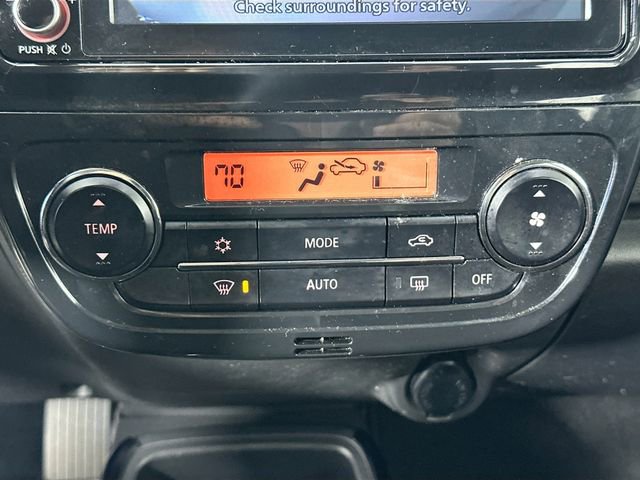 Check surroundings for safety.
PUSH
70
TEMP
MODE
AUTO
OFF